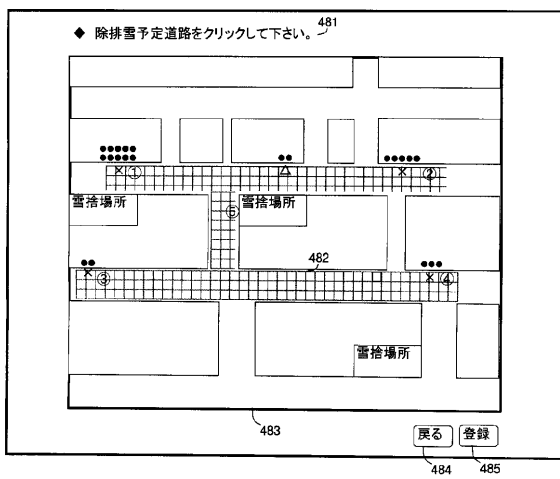 ◆ 除排雪予定道路をクリックして下さい。 481
① ②
雪捨場所 ⑤ 雪捨場所
482
③ ④
雪捨場所
483
戻る 登録
484 485